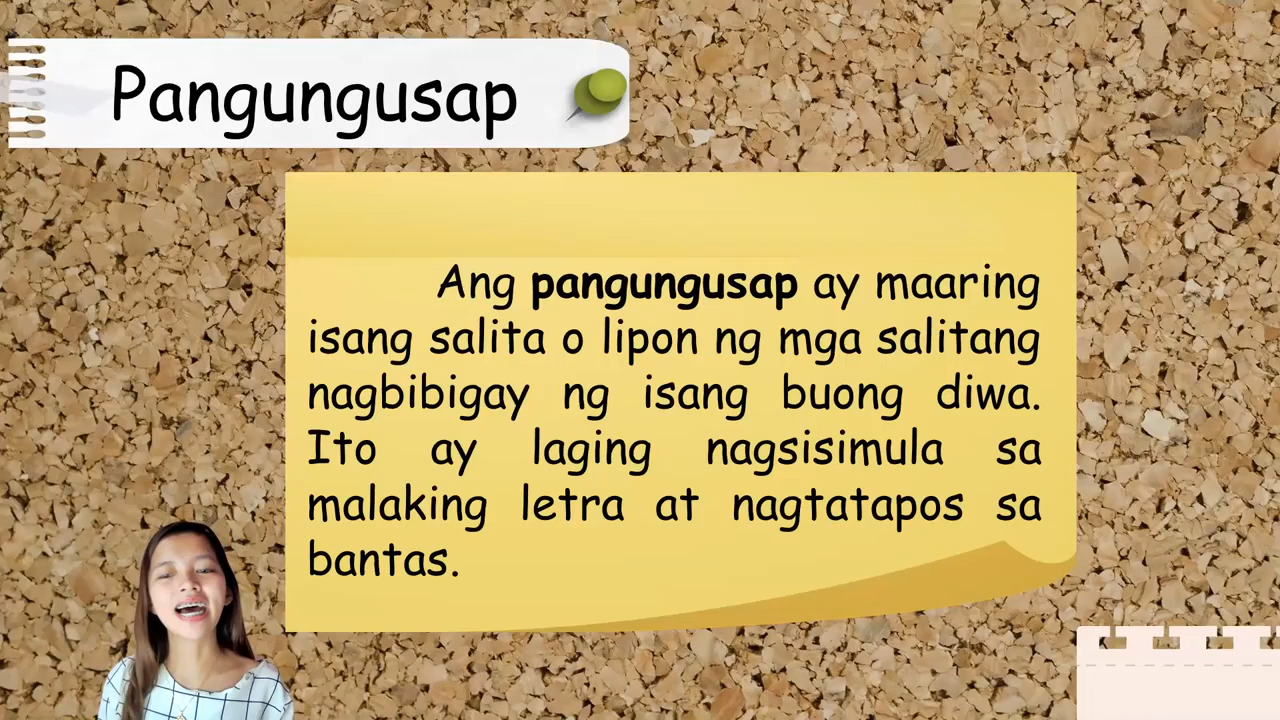 Pangungusap
Ang pangungusap ay maaring
isang salita o lipon ng mga salitang
nagbibigay ng isang buong diwa.
Ito ay laging nagsisimula sa
malaking letra at nagtatapos sa
bantas.